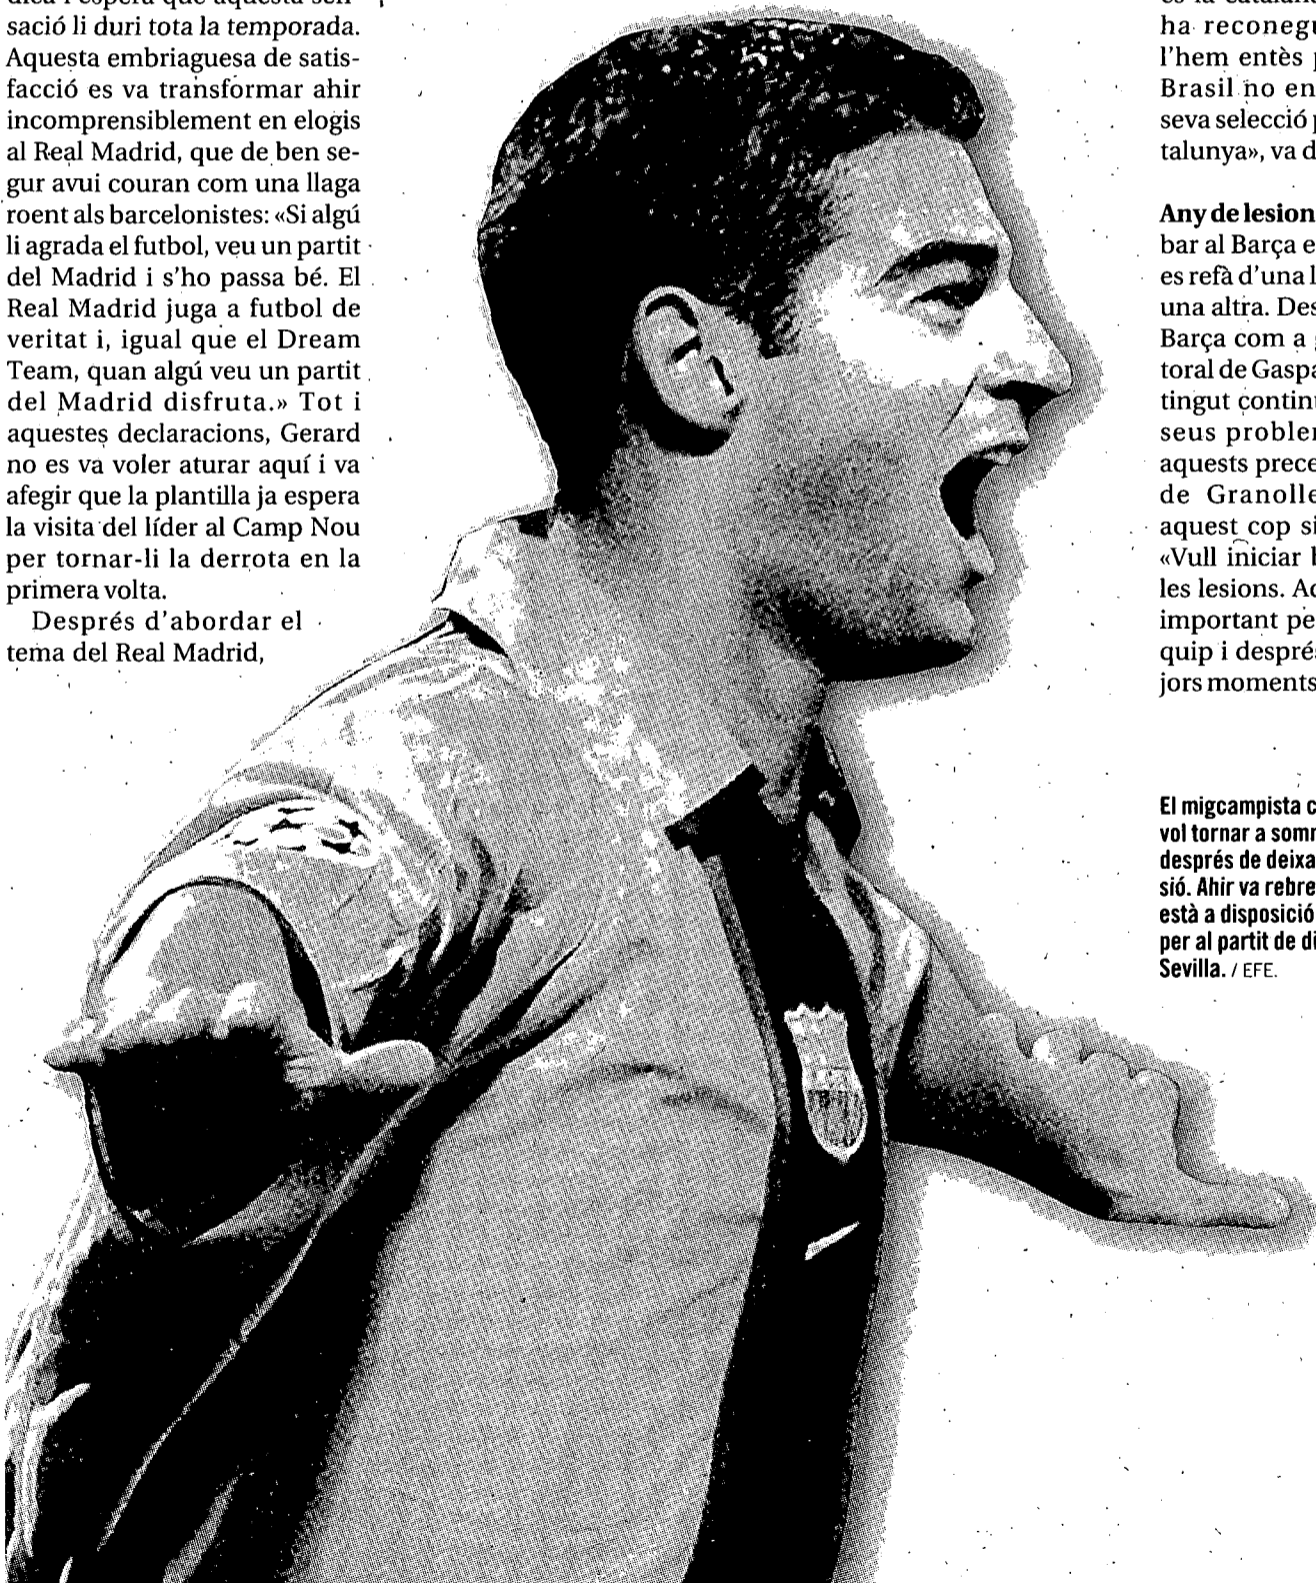 sació li duri tota la temporada.
Aquesta embriaguesa de satis-
facció es va transformar ahir
incomprensiblement en elogis
al Real Madrid, que de ben se-
gur avui couran com una llaga
roent als barcelonistes: «Si algú
li agrada el futbol, veu un partit
del Madrid i s'ho passa bé. El
Real Madrid juga a futbol de
veritat i, igual que el Dream
Team, quan algú veu un partit
del Madrid disfruta.» Tot i
aquestes declaracions, Gerard
no es va voler aturar aquí i va
afegir que la plantilla ja espera
la visita del líder al Camp Nou
per tornar-li la derrota en la
primera volta.
Després d'abordar el
tema del Real Madrid,
ha reconegu
l'hem entès
Brasil no en
seva selecció
talunya», va d
Any de lesion
bar al Barça e
es refà d'una l
una altra. Des
Barça com a
toral de Gaspa
tingut contin
seus proble
aquests prece
de Granolle
aquest cop si
«Vull iniciar
les lesions. Ac
important pe
quip i després
jors moments
El migcampista c
vol tornar a som
després de deixa
sió. Ahir va rebre
està a disposició
per al partit de di
Sevilla. / EFE.